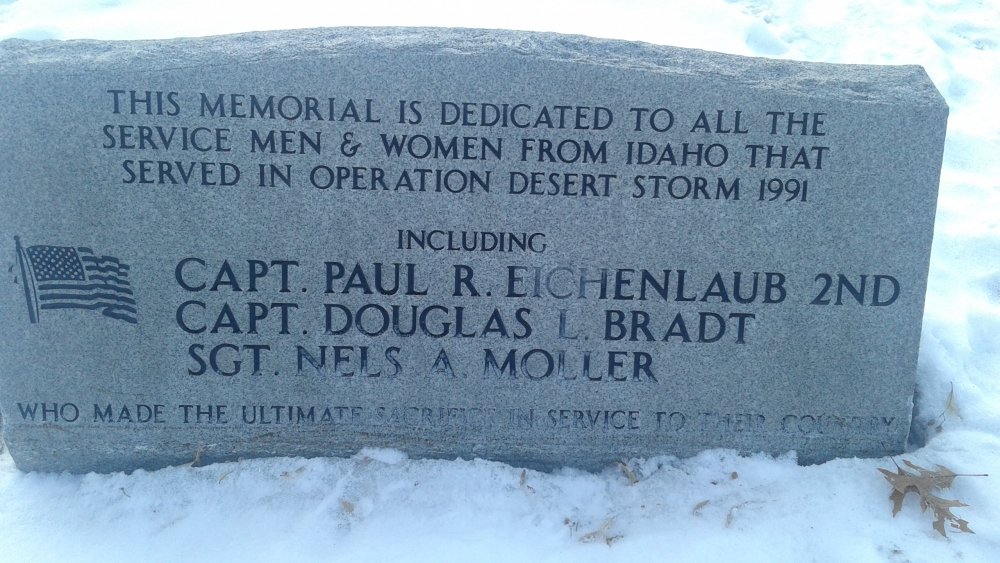 THIS MEMORIAL IS DEDICATED TO ALL THE
SERVICE MEN & WOMEN FROM IDAHO THAT
SERVED IN OPERATION DESERT STORM 1991
INCLUDING
CAPT. PAUL R. EICHENLAUB 2ND
CAPT. DOUGLAS L. BRADT
SGT. NELS A. MOLLER
WHO MADE THE ULTIMATE SACRIFICE IN SERVICE TO THEIR COUNTRY